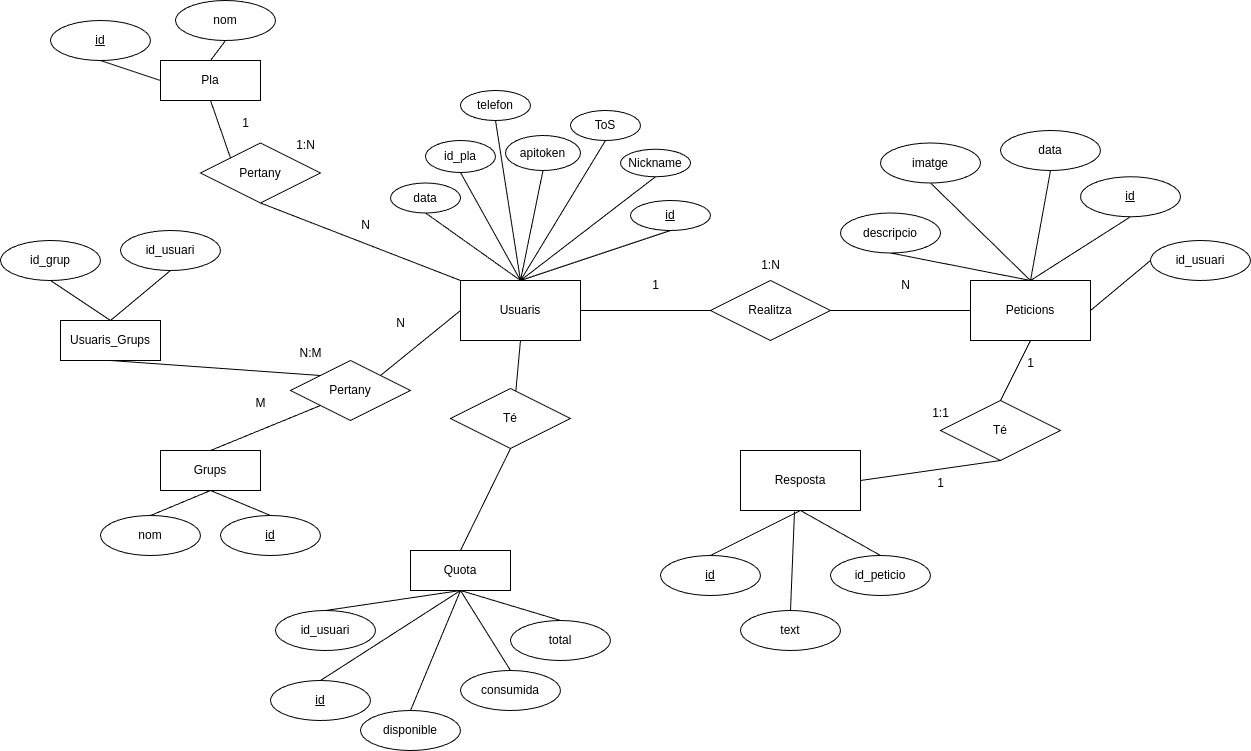 nom
id
Pla
telefon
1
ToS
1:N
id_pla
apitoken
data
imatge
Nickname
Pertany
data
id
id
N
descripcio
id_grup
id_usuari
id_usuari
1:N
1
N
Usuaris
Realitza
Peticions
N
Usuaris_Grups
N:M
1
Pertany
M
Té
1:1
Té
Grups
Resposta
1
nom
id
Quota
id
id_peticio
id_usuari
total
text
consumida
id
disponible